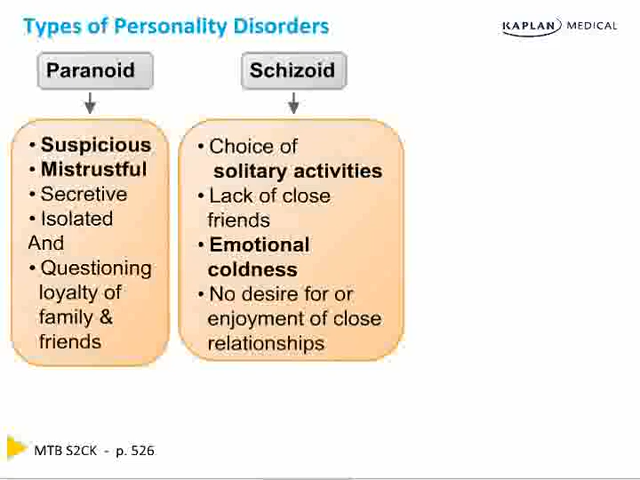 Types of Personality Disorders
KAPLAN MEDICAL
Paranoid
• Suspicious
• Mistrustful
• Secretive
• Isolated
And
• Questioning
loyalty of
family &
friends
Schizoid
• Choice of
solitary activities
• Lack of close
friends
• Emotional
coldness
• No desire for or
enjoyment of close
relationships
MTB S2CK - p. 526